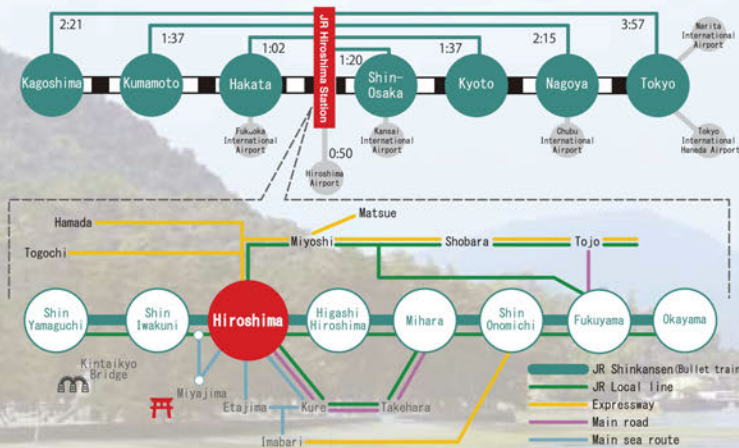 2:21
3:57
1:37
2:15
1:02
1:37
1:20
JR Hiroshima Station
Narita
International
Airport
Kagoshima
Kumamoto
Hakata
Shin-
Osaka
Kyoto
Nagoya
Tokyo
Fukuoka
International
Airport
0:50
Hiroshima
Airport
Kansai
International
Airport
Chubu
International
Airport
Tokyo
International
Haneda Airport
Matsue
Hamada
Miyoshi
Shobara
Tojo
Togochi
Shin
Yamaguchi
Shin
Iwakuni
Hiroshima
Higashi
Hiroshima
Mihara
Shin
Onomichi
Fukuyama
Okayama
Kintaikyo
Bridge
Miyajima
Etajima
Kure
Takehara
Imabari
JR Shinkansen(Bullet train
JR Local line
Expressway
Main road
Main sea route